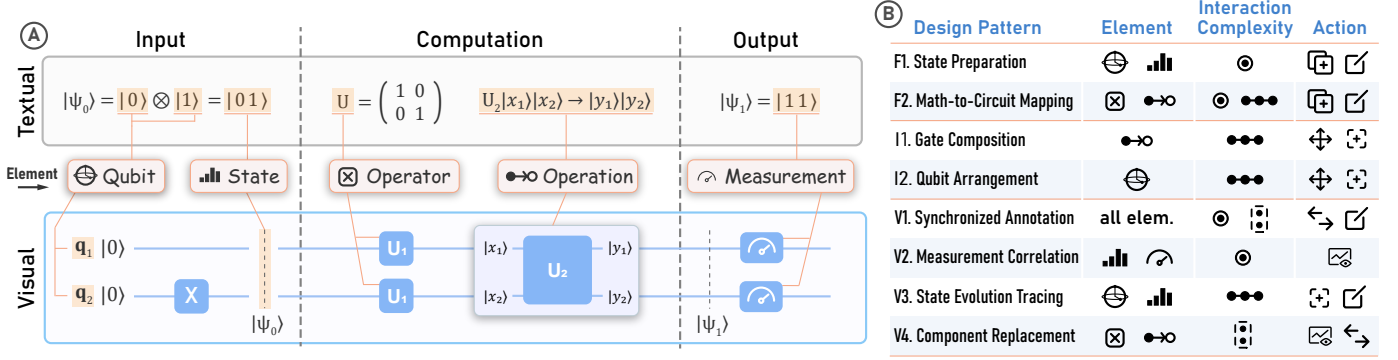 A
Input
Computation
Output
Textual
|ψ₀⟩ = |0⟩ ⊗ |1⟩ = |01⟩
U = ( 1 0
0 1 )
U₂|x₁⟩|x₂⟩ → |y₁⟩|y₂⟩
|ψ₁⟩ = |11⟩
Element
Qubit
State
Operator
Operation
Measurement
Visual
q₁ |0⟩
U₁
|x₁⟩
|y₁⟩
U₂
q₂ |0⟩
X
U₁
|x₂⟩
|y₂⟩
|ψ₀⟩
|ψ₁⟩
B
Design Pattern
Element
Interaction
Complexity
Action
F1. State Preparation
F2. Math-to-Circuit Mapping
I1. Gate Composition
I2. Qubit Arrangement
V1. Synchronized Annotation
all elem.
V2. Measurement Correlation
V3. State Evolution Tracing
V4. Component Replacement